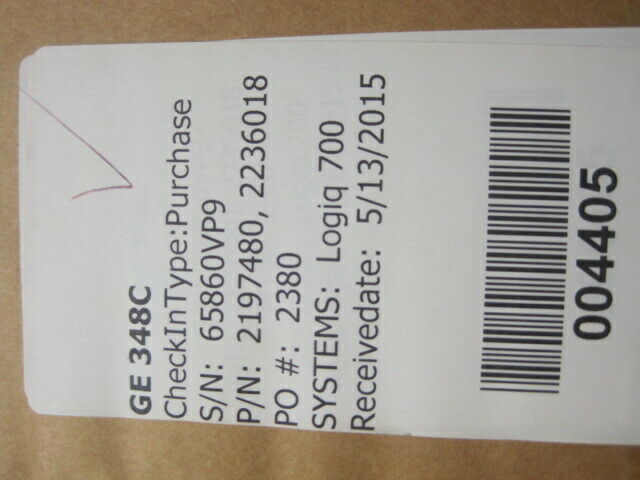 GE 348C
CheckInType:Purchase
S/N: 65860VP9
P/N: 2197480, 2236018
PO #: 2380
SYSTEMS: Logiq 700
Receivedate: 5/13/2015
004405